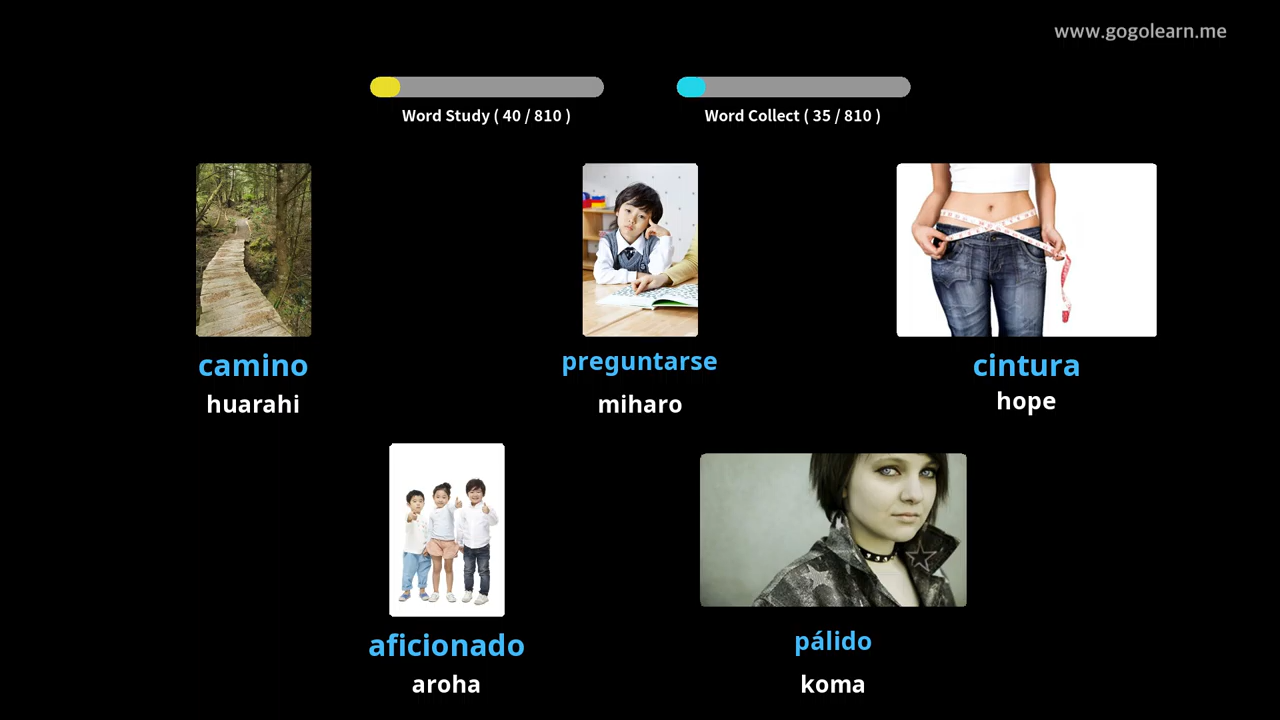 www.gogolearn.me
Word Study ( 40 / 810 )
Word Collect ( 35 / 810 )
camino
huarahi
preguntarse
miharo
cintura
hope
aficionado
aroha
pálido
koma